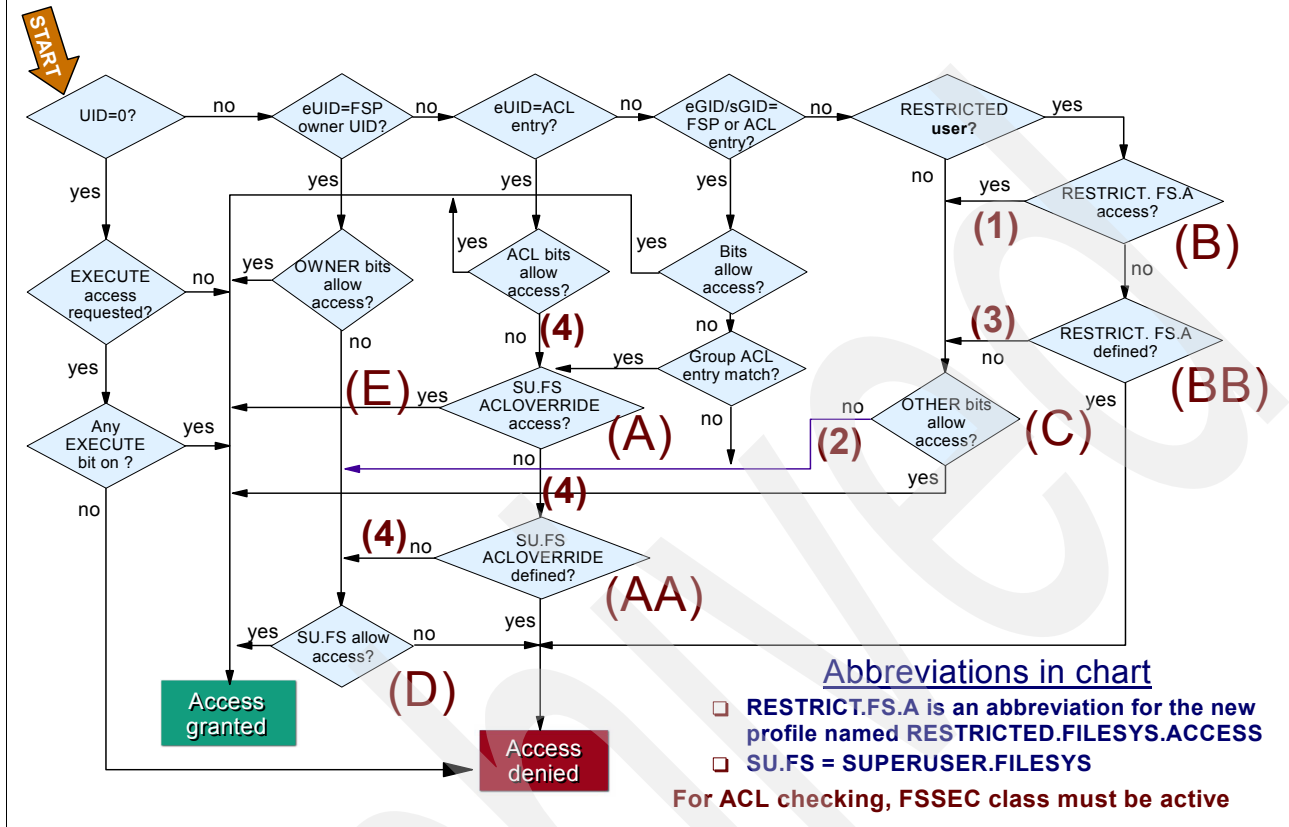 START
UID=0?
no
eUID=FSP
owner UID?
no
eUID=ACL
entry?
no
eGID/sGID=
FSP or ACL
entry?
no
RESTRICTED
user?
yes
yes
yes
yes
yes
no
yes
RESTRICT. FS.A
access?
(1)
(B)
EXECUTE
access
requested?
no
yes
OWNER bits
allow
access?
yes
ACL bits
allow
access?
yes
Bits
allow
access?
no
yes
no
no
(4)
no
(3)
no
RESTRICT. FS.A
defined?
(BB)
yes
Group ACL
entry match?
yes
no
(E)
yes
SU.FS
ACLOVERRIDE
access?
(A)
no
(2)
OTHER bits
allow
access?
(C)
yes
yes
Any
EXECUTE
bit on ?
yes
no
no
(4)
(4)
no
SU.FS
ACLOVERRIDE
defined?
(AA)
yes
yes
SU.FS allow
access?
no
(D)
Access
granted
Access
denied
Abbreviations in chart
RESTRICT.FS.A is an abbreviation for the new
profile named RESTRICTED.FILESYS.ACCESS
SU.FS = SUPERUSER.FILESYS
For ACL checking, FSSEC class must be active